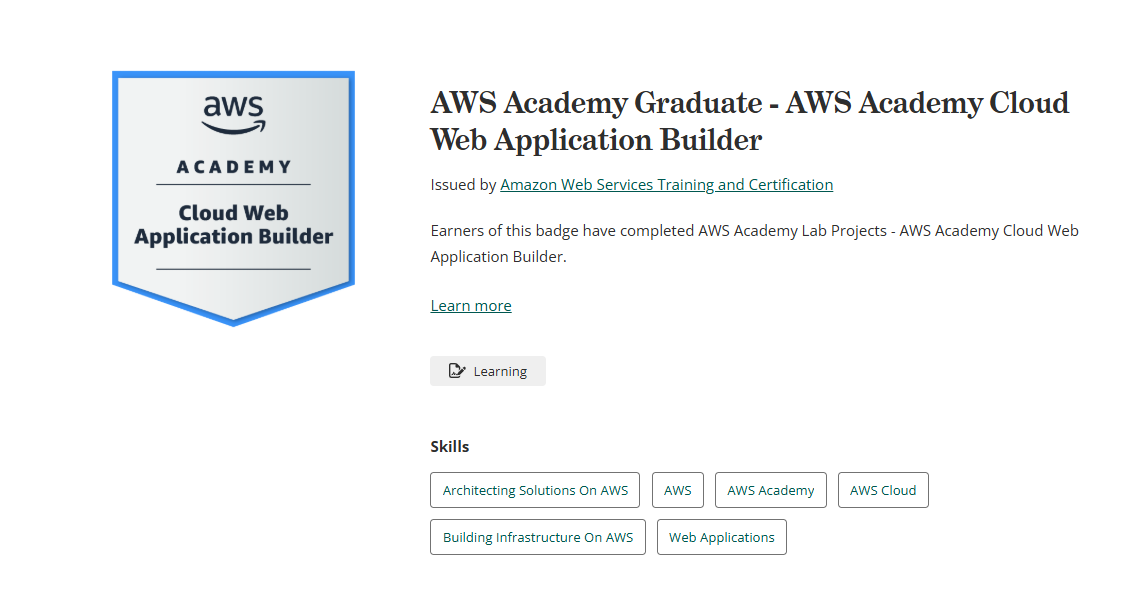 aws
ACADEMY
Cloud Web
Application Builder
AWS Academy Graduate - AWS Academy Cloud
Web Application Builder
Issued by Amazon Web Services Training and Certification
Earners of this badge have completed AWS Academy Lab Projects - AWS Academy Cloud Web
Application Builder.
Learn more
Learning
Skills
Architecting Solutions On AWS
AWS
AWS Academy
AWS Cloud
Building Infrastructure On AWS
Web Applications